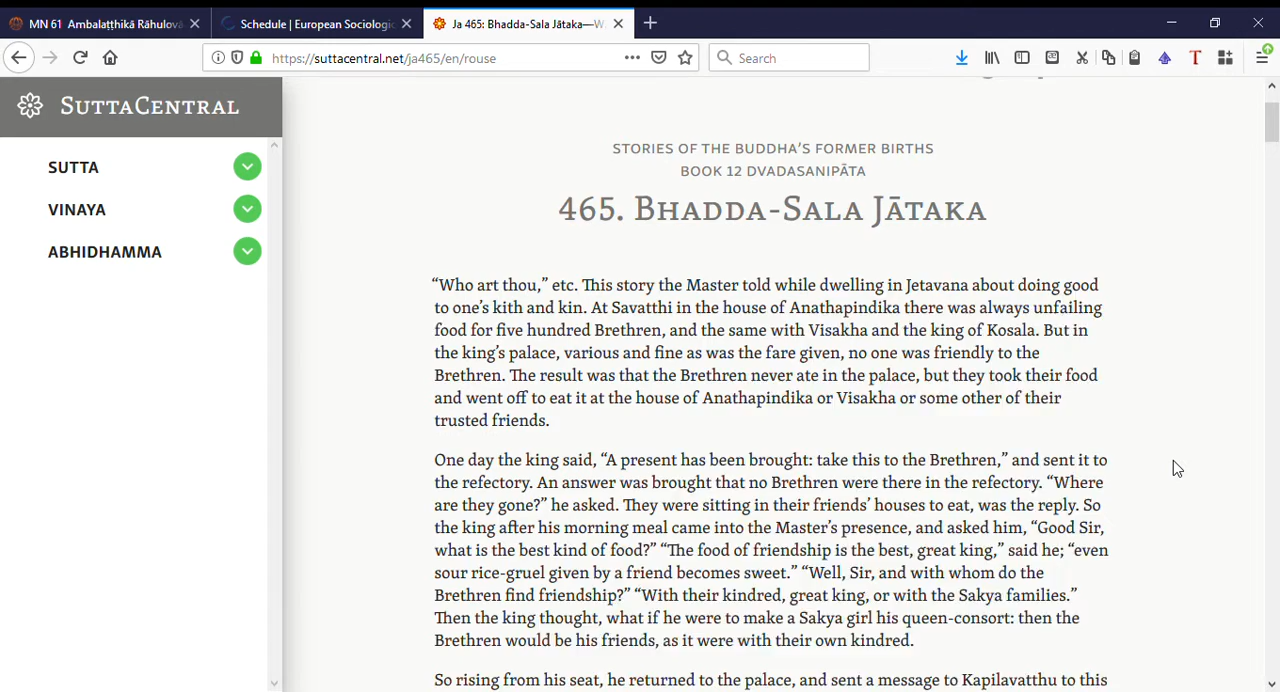 MN 61 Ambalaṭṭhikā Rāhulovā
Schedule | European Sociologic
Ja 465: Bhadda-Sala Jātaka—W
https://suttacentral.net/ja465/en/rouse
Search
SuttaCentral
SUTTA
VINAYA
ABHIDHAMMA
STORIES OF THE BUDDHA’S FORMER BIRTHS
BOOK 12 DVADASANIPĀTA
465. Bhadda-Sala Jātaka
“Who art thou,” etc. This story the Master told while dwelling in Jetavana about doing good
to one’s kith and kin. At Savatthi in the house of Anathapindika there was always unfailing
food for five hundred Brethren, and the same with Visakha and the king of Kosala. But in
the king’s palace, various and fine as was the fare given, no one was friendly to the
Brethren. The result was that the Brethren never ate in the palace, but they took their food
and went off to eat it at the house of Anathapindika or Visakha or some other of their
trusted friends.
One day the king said, “A present has been brought: take this to the Brethren,” and sent it to
the refectory. An answer was brought that no Brethren were there in the refectory. “Where
are they gone?” he asked. They were sitting in their friends’ houses to eat, was the reply. So
the king after his morning meal came into the Master’s presence, and asked him, “Good Sir,
what is the best kind of food?” “The food of friendship is the best, great king,” said he; “even
sour rice-gruel given by a friend becomes sweet.” “Well, Sir, and with whom do the
Brethren find friendship?” “With their kindred, great king, or with the Sakya families.”
Then the king thought, what if he were to make a Sakya girl his queen-consort: then the
Brethren would be his friends, as it were with their own kindred.
So rising from his seat, he returned to the palace, and sent a message to Kapilavatthu to this